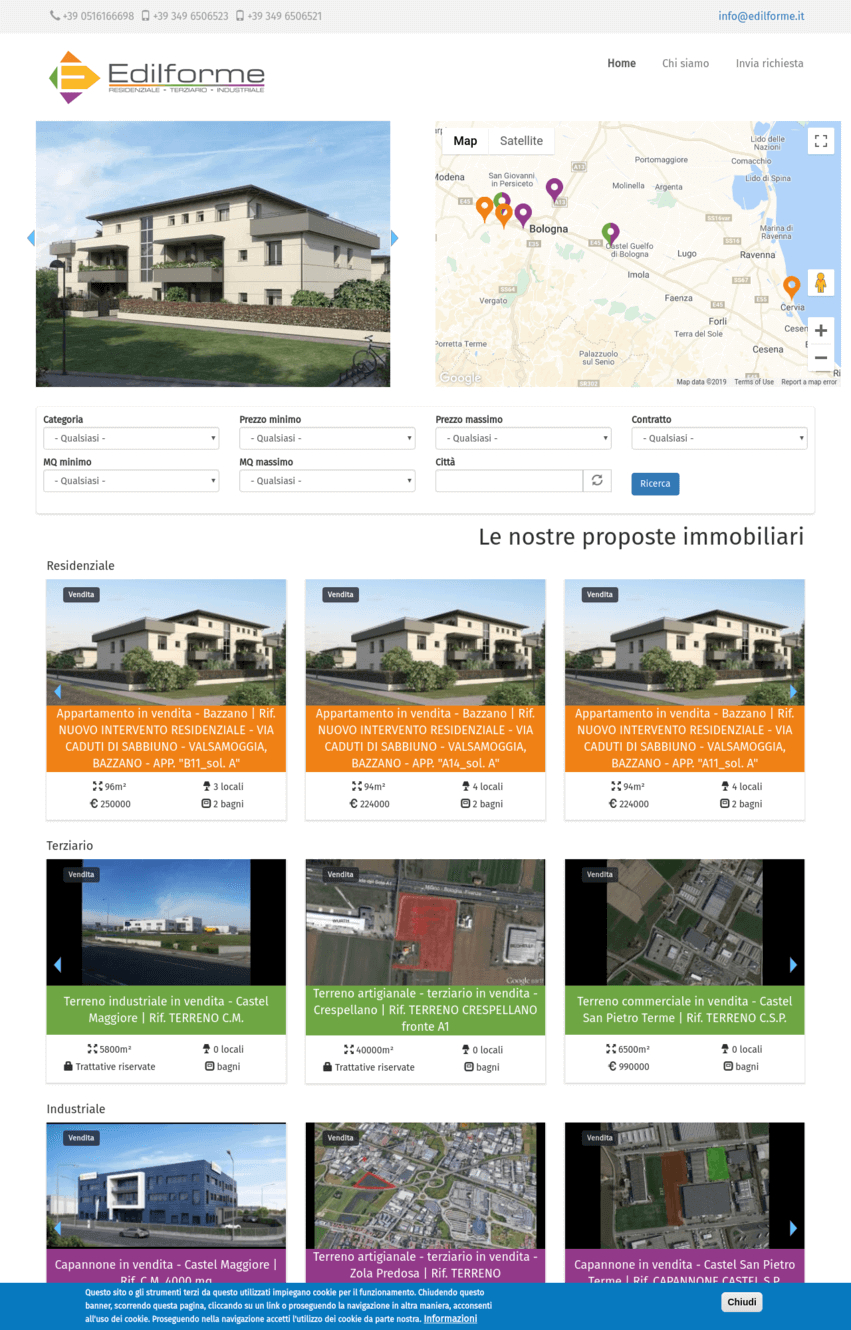 +39 0516166698 +39 349 6506523 +39 349 6506521
info@edilforme.it
Edilforme
RESIDENZIALE - TERZIARIO - INDUSTRIALE
Home Chi siamo Invia richiesta
Map Satellite
Lido delle Nazioni
Portomaggiore
Comacchio
Modena
San Giovanni in Persiceto
A13
Molinella
Argenta
Lido di Spina
E45
A13
SS16var
Bologna
E35
E45
Castel Guelfo di Bologna
SS16
Marina di Ravenna
Lugo
Ravenna
Imola
SS67
SS64
Vergato
Faenza
E45
E55
Cervia
Forlì
Cesen
Terra del Sole
Porretta Terme
Palazzuolo sul Senio
Cesena
SR302
Ri
Google
Map data ©2019 Terms of Use Report a map error
Categoria Prezzo minimo Prezzo massimo Contratto
- Qualsiasi - - Qualsiasi - - Qualsiasi - - Qualsiasi -
MQ minimo MQ massimo Città
- Qualsiasi - - Qualsiasi - Ricerca
Le nostre proposte immobiliari
Residenziale
Vendita
Appartamento in vendita - Bazzano | Rif.
NUOVO INTERVENTO RESIDENZIALE - VIA
CADUTI DI SABBIUNO - VALSAMOGGIA,
BAZZANO - APP. "B11_sol. A"
96m² 3 locali
250000 2 bagni
Vendita
Appartamento in vendita - Bazzano | Rif.
NUOVO INTERVENTO RESIDENZIALE - VIA
CADUTI DI SABBIUNO - VALSAMOGGIA,
BAZZANO - APP. "A14_sol. A"
94m² 4 locali
224000 2 bagni
Vendita
Appartamento in vendita - Bazzano | Rif.
NUOVO INTERVENTO RESIDENZIALE - VIA
CADUTI DI SABBIUNO - VALSAMOGGIA,
BAZZANO - APP. "A11_sol. A"
94m² 4 locali
224000 2 bagni
Terziario
Vendita
Terreno industriale in vendita - Castel
Maggiore | Rif. TERRENO C.M.
5800m² 0 locali
Trattative riservate bagni
Vendita
Terreno artigianale - terziario in vendita -
Crespellano | Rif. TERRENO CRESPELLANO
fronte A1
40000m² 0 locali
Trattative riservate bagni
Vendita
Terreno commerciale in vendita - Castel
San Pietro Terme | Rif. TERRENO C.S.P.
6500m² 0 locali
990000 bagni
Industriale
Vendita
Capannone in vendita - Castel Maggiore |
Rif. C.M. 4000 mq
Vendita
Terreno artigianale - terziario in vendita -
Zola Predosa | Rif. TERRENO
Vendita
Capannone in vendita - Castel San Pietro
Terme | Rif. CAPANNONE CASTEL S.P.
Questo sito o gli strumenti terzi da questo utilizzati impiegano cookie per il funzionamento. Chiudendo questo
banner, scorrendo questa pagina, cliccando su un link o proseguendo la navigazione in altra maniera, acconsenti
all'uso dei cookie. Proseguendo nella navigazione accetti l'utilizzo dei cookie da parte nostra. Informazioni
Chiudi